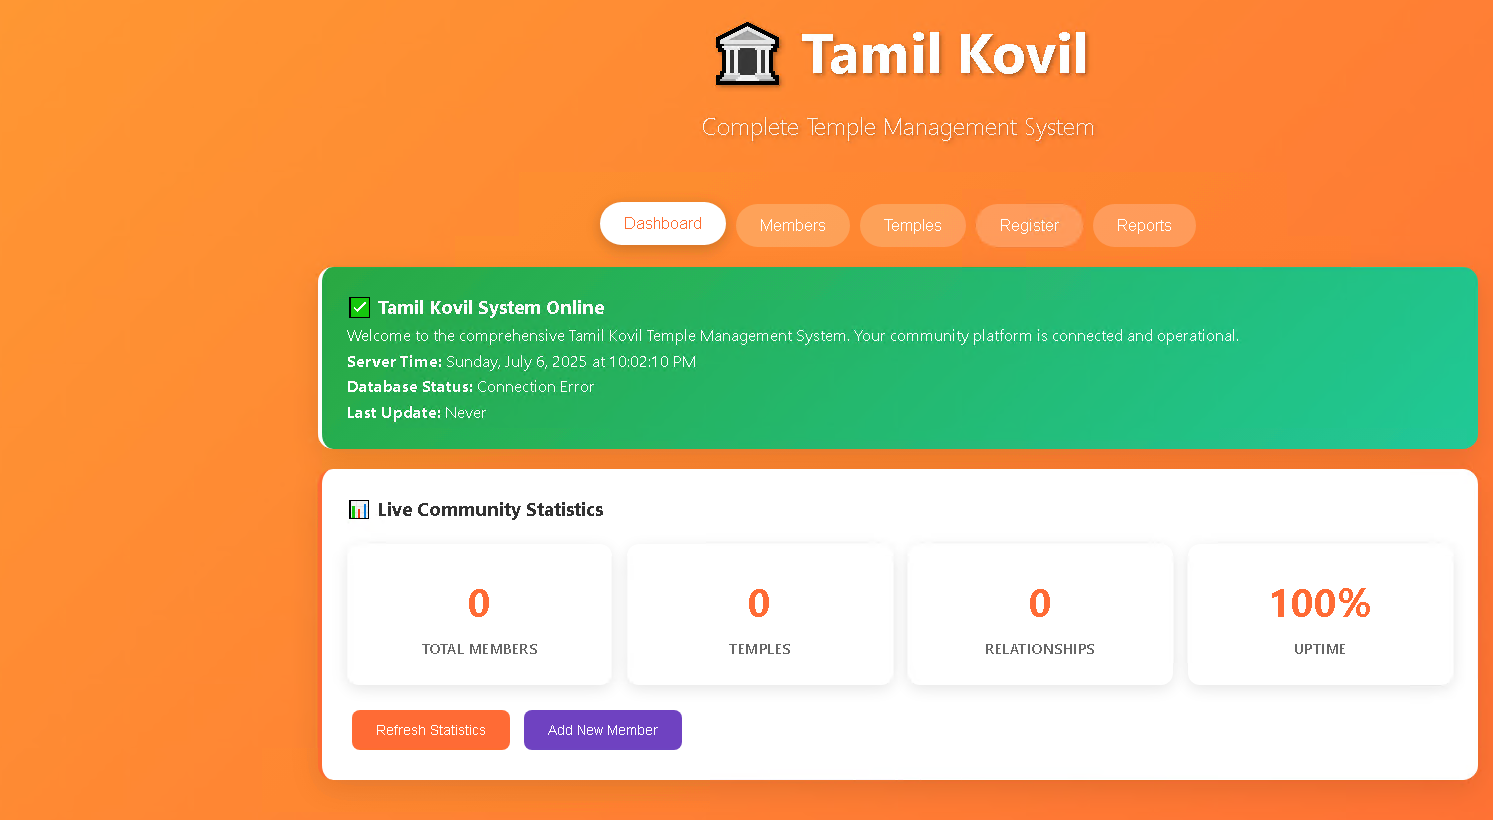 Tamil Kovil
Complete Temple Management System
Dashboard Members Temples Register Reports
Tamil Kovil System Online
Welcome to the comprehensive Tamil Kovil Temple Management System. Your community platform is connected and operational.
Server Time: Sunday, July 6, 2025 at 10:02:10 PM
Database Status: Connection Error
Last Update: Never
Live Community Statistics
0 0 0 100%
TOTAL MEMBERS TEMPLES RELATIONSHIPS UPTIME
Refresh Statistics Add New Member